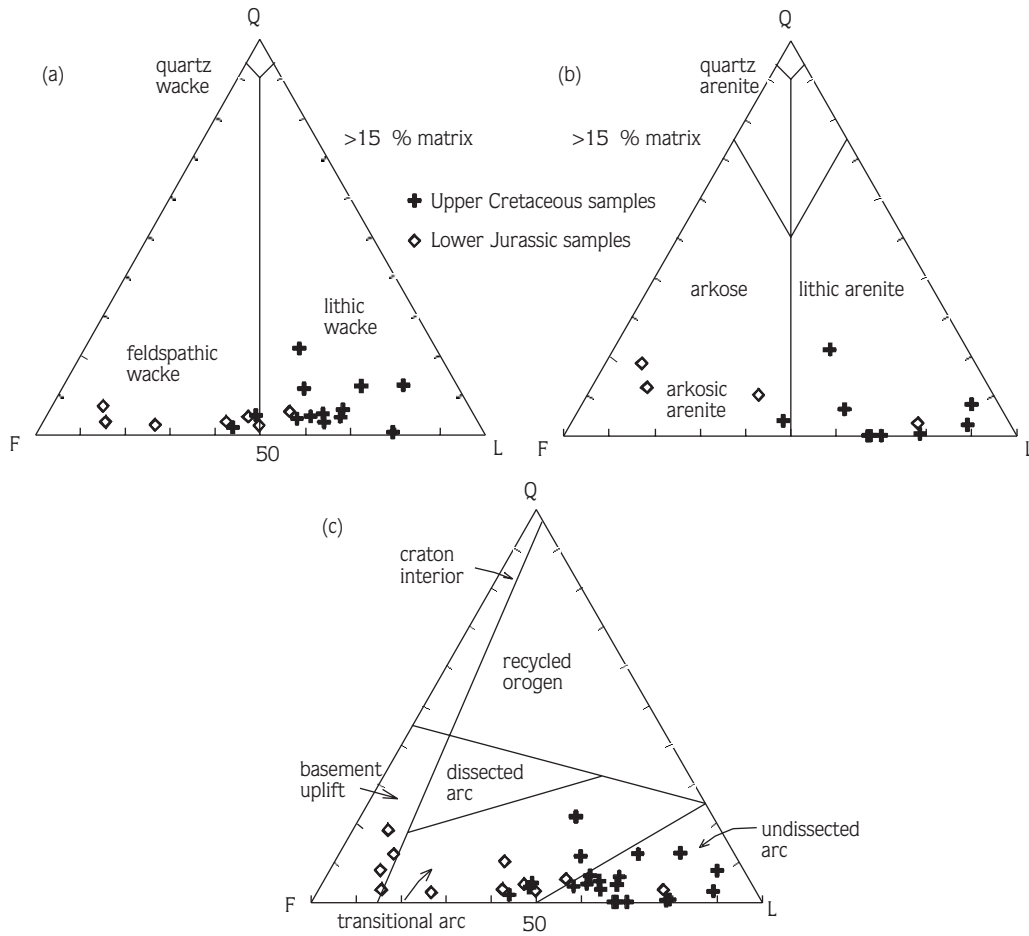 Q
(a)
quartz
wacke
>15 % matrix
Upper Cretaceous samples
Lower Jurassic samples
lithic
wacke
feldspathic
wacke
F
50
L
Q
(b)
quartz
arenite
>15 % matrix
arkose
lithic arenite
arkosic
arenite
F
L
Q
(c)
craton
interior
recycled
orogen
basement
uplift
dissected
arc
undissected
arc
F
transitional arc
50
L